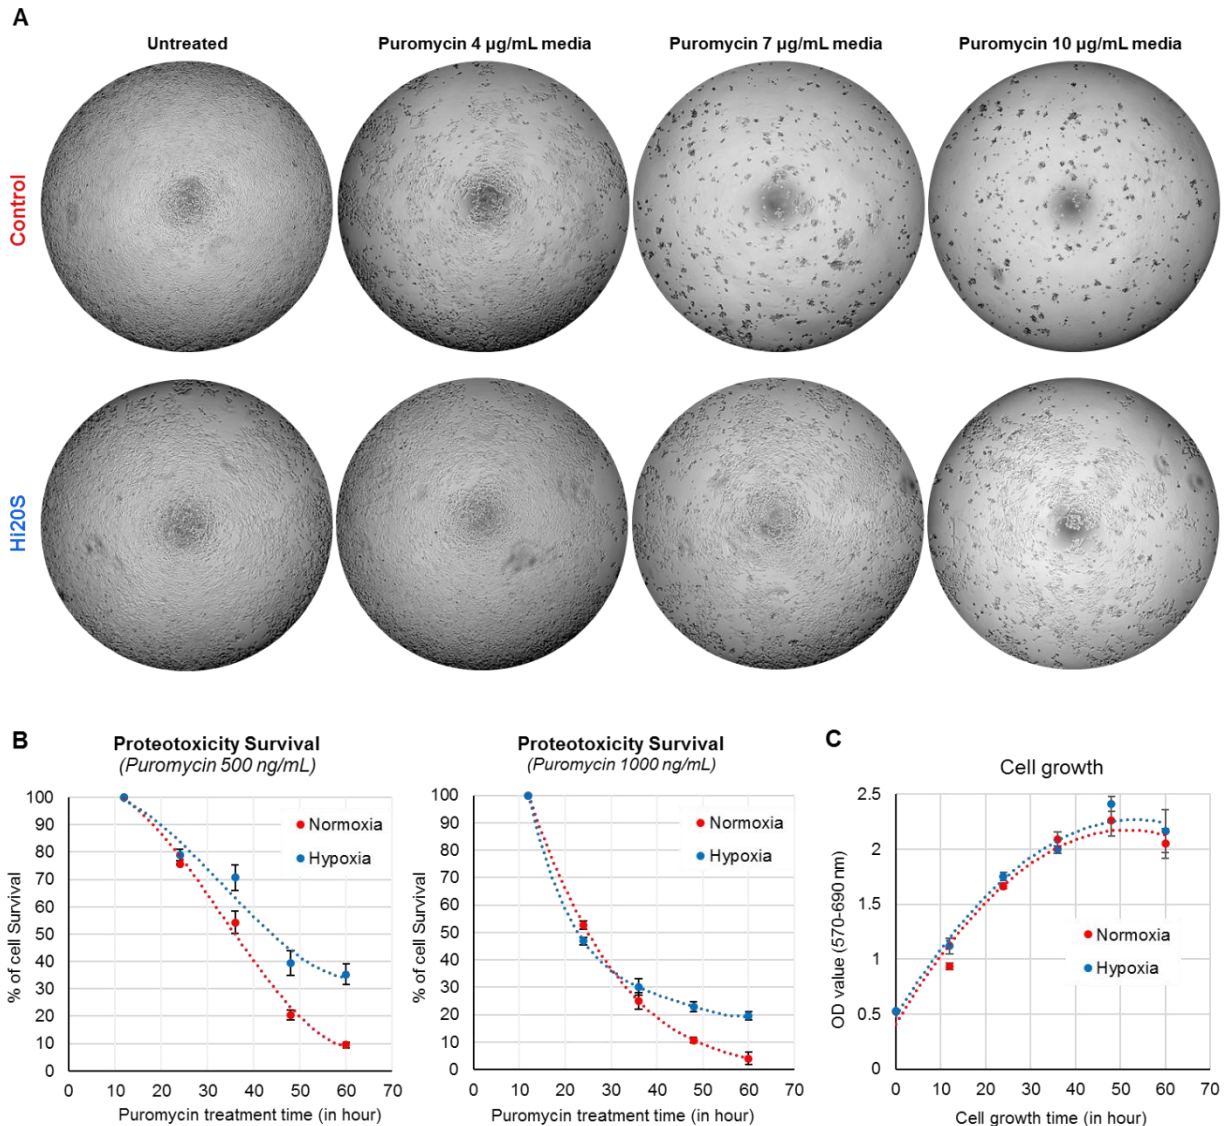 A
Untreated
Puromycin 4 µg/mL media
Puromycin 7 µg/mL media
Puromycin 10 µg/mL media
Control
Hi20S
B
Proteotoxicity Survival
(Puromycin 500 ng/mL)
100
90
80
70
60
50
40
30
20
10
0
% of cell Survival
Normoxia
Hypoxia
0 10 20 30 40 50 60 70
Puromycin treatment time (in hour)
Proteotoxicity Survival
(Puromycin 1000 ng/mL)
100
90
80
70
60
50
40
30
20
10
0
% of cell Survival
Normoxia
Hypoxia
0 10 20 30 40 50 60 70
Puromycin treatment time (in hour)
C
Cell growth
2.5
2
1.5
1
0.5
0
OD value (570-690 nm)
Normoxia
Hypoxia
0 10 20 30 40 50 60 70
Cell growth time (in hour)